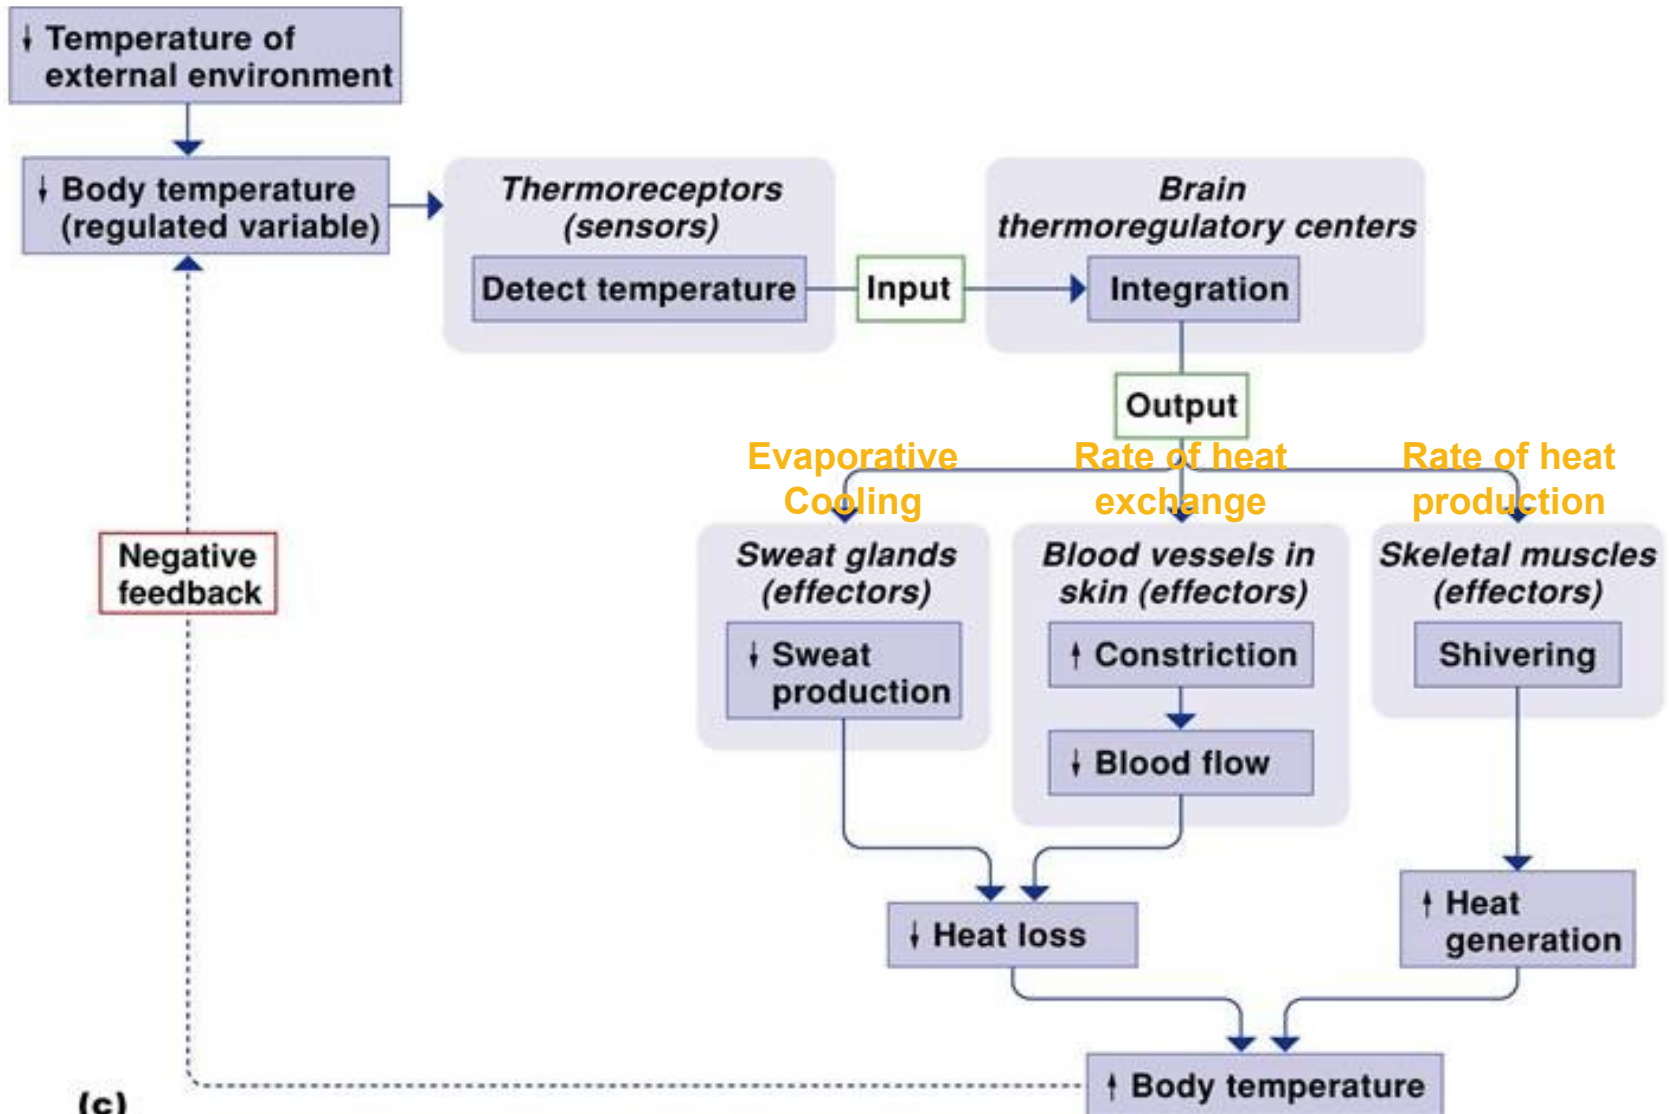 ↓ Temperature of
external environment
↓ Body temperature
(regulated variable)
Thermoreceptors
(sensors)
Detect temperature
Input
Brain
thermoregulatory centers
Integration
Output
Evaporative
Cooling
Rate of heat
exchange
Rate of heat
production
Negative
feedback
Sweat glands
(effectors)
↓ Sweat
production
Blood vessels in
skin (effectors)
↑ Constriction
↓ Blood flow
Skeletal muscles
(effectors)
Shivering
↓ Heat loss
↑ Heat
generation
↑ Body temperature
(c)